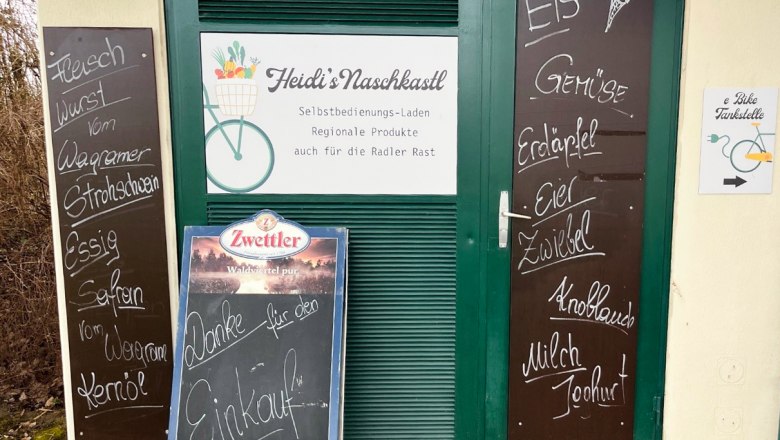 Fleisch
Wurst
vom
Wagramer
Strohschwein
Essig
Safran
vom Wagram
Kernöl
Heidi's Naschkastl
Selbstbedienungs-Laden
Regionale Produkte
auch für die Radler Rast
Zwettler
Waldviertel pur.
Danke für den
Einkauf
EIS
GEMÜSE
Erdäpfel
Eier
Zwiebel
Knoblauch
Milch
Joghurt
e Bike
Tankstelle